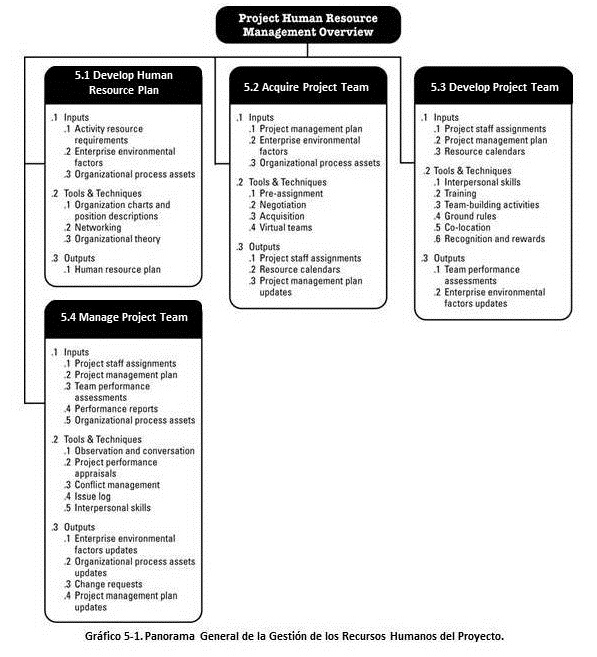 Project Human Resource
Management Overview
5.1 Develop Human
Resource Plan
.1 Inputs
.1 Activity resource
requirements
.2 Enterprise environmental
factors
.3 Organizational process assets
.2 Tools & Techniques
.1 Organization charts and
position descriptions
.2 Networking
.3 Organizational theory
.3 Outputs
.1 Human resource plan
5.2 Acquire Project Team
.1 Inputs
.1 Project management plan
.2 Enterprise environmental
factors
.3 Organizational process assets
.2 Tools & Techniques
.1 Pre-assignment
.2 Negotiation
.3 Acquisition
.4 Virtual teams
.3 Outputs
.1 Project staff assignments
.2 Resource calendars
.3 Project management plan
updates
5.3 Develop Project Team
.1 Inputs
.1 Project staff assignments
.2 Project management plan
.3 Resource calendars
.2 Tools & Techniques
.1 Interpersonal skills
.2 Training
.3 Team-building activities
.4 Ground rules
.5 Co-location
.6 Recognition and rewards
.3 Outputs
.1 Team performance
assessments
.2 Enterprise environmental
factors updates
5.4 Manage Project Team
.1 Inputs
.1 Project staff assignments
.2 Project management plan
.3 Team performance
assessments
.4 Performance reports
.5 Organizational process assets
.2 Tools & Techniques
.1 Observation and conversation
.2 Project performance
appraisals
.3 Conflict management
.4 Issue log
.5 Interpersonal skills
.3 Outputs
.1 Enterprise environmental
factors updates
.2 Organizational process assets
updates
.3 Change requests
.4 Project management plan
updates
Gráfico 5-1. Panorama General de la Gestión de los Recursos Humanos del Proyecto.